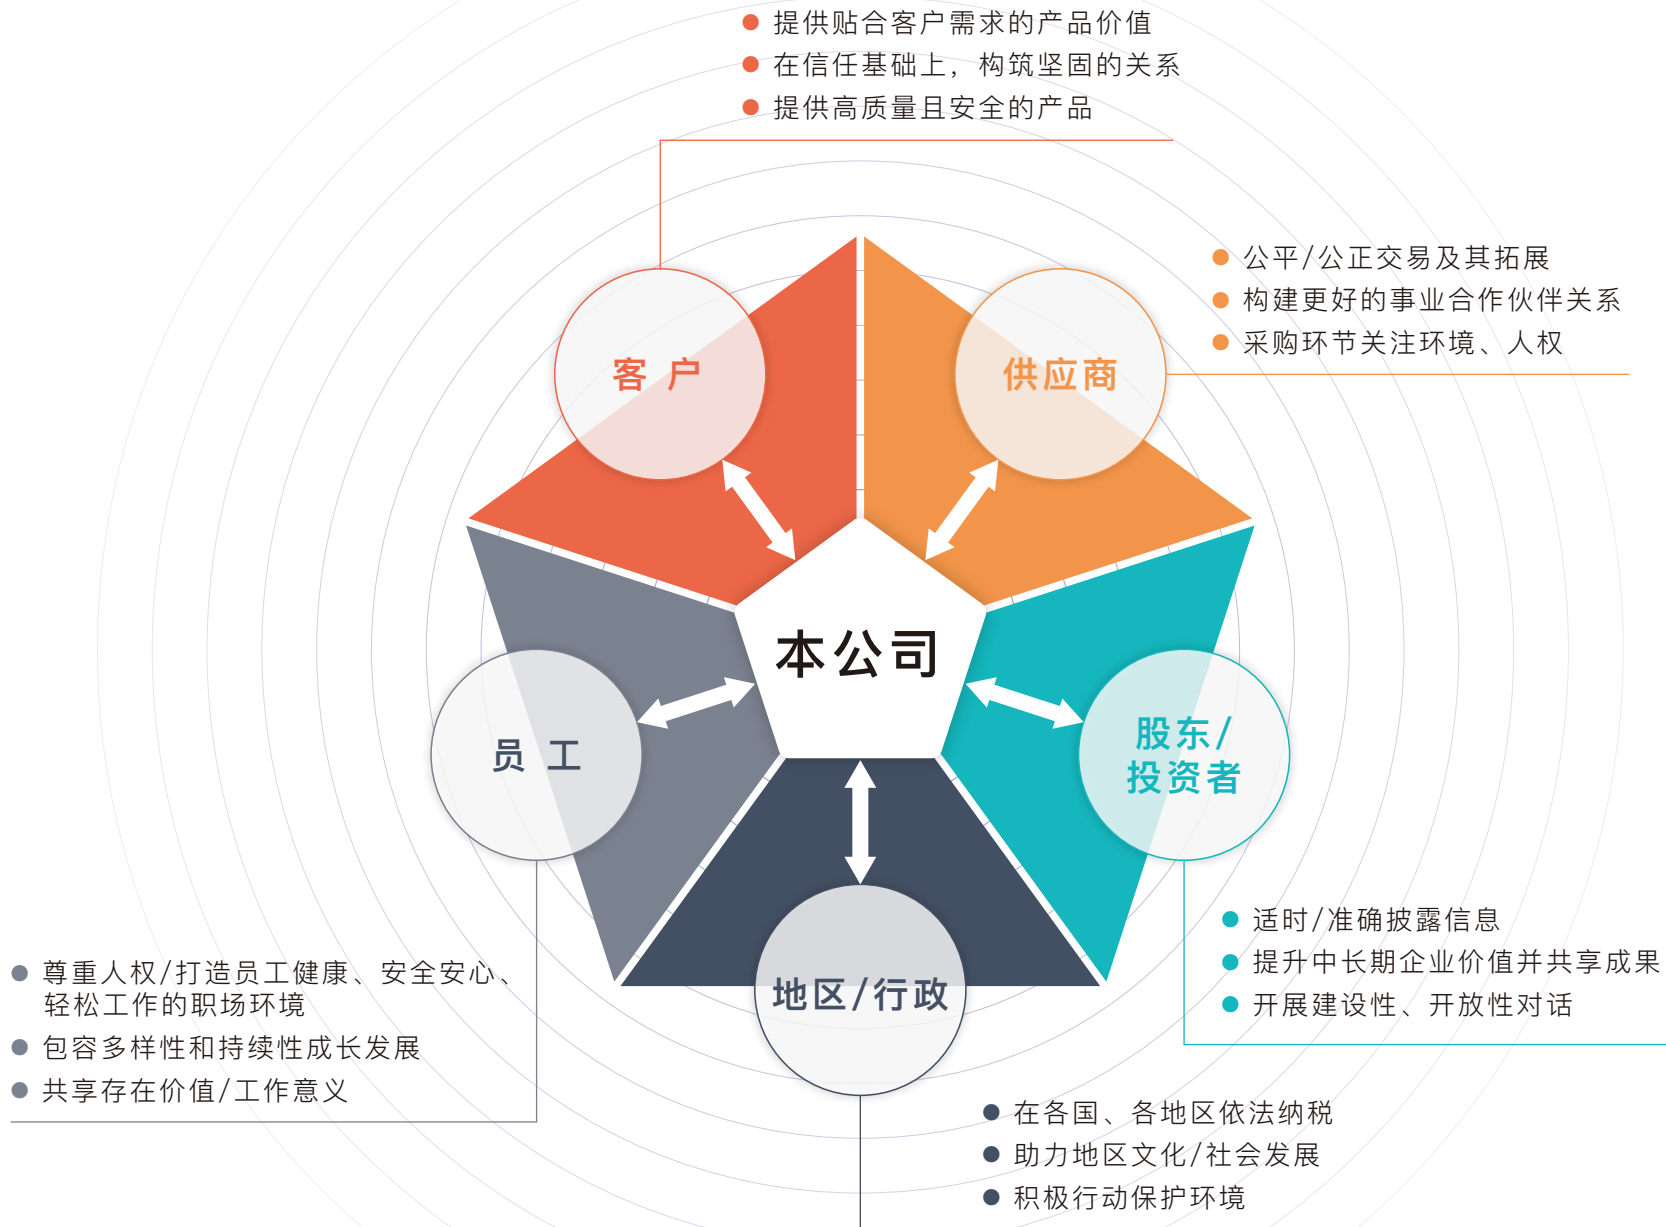 提供贴合客户需求的产品价值
在信任基础上，构筑坚固的关系
提供高质量且安全的产品
公平/公正交易及其拓展
构建更好的事业合作伙伴关系
采购环节关注环境、人权
客 户
供应商
本公司
员 工
股东/
投资者
地区/行政
适时/准确披露信息
提升中长期企业价值并共享成果
开展建设性、开放性对话
尊重人权/打造员工健康、安全安心、
轻松工作的职场环境
包容多样性和持续性成长发展
共享存在价值/工作意义
在各国、各地区依法纳税
助力地区文化/社会发展
积极行动保护环境